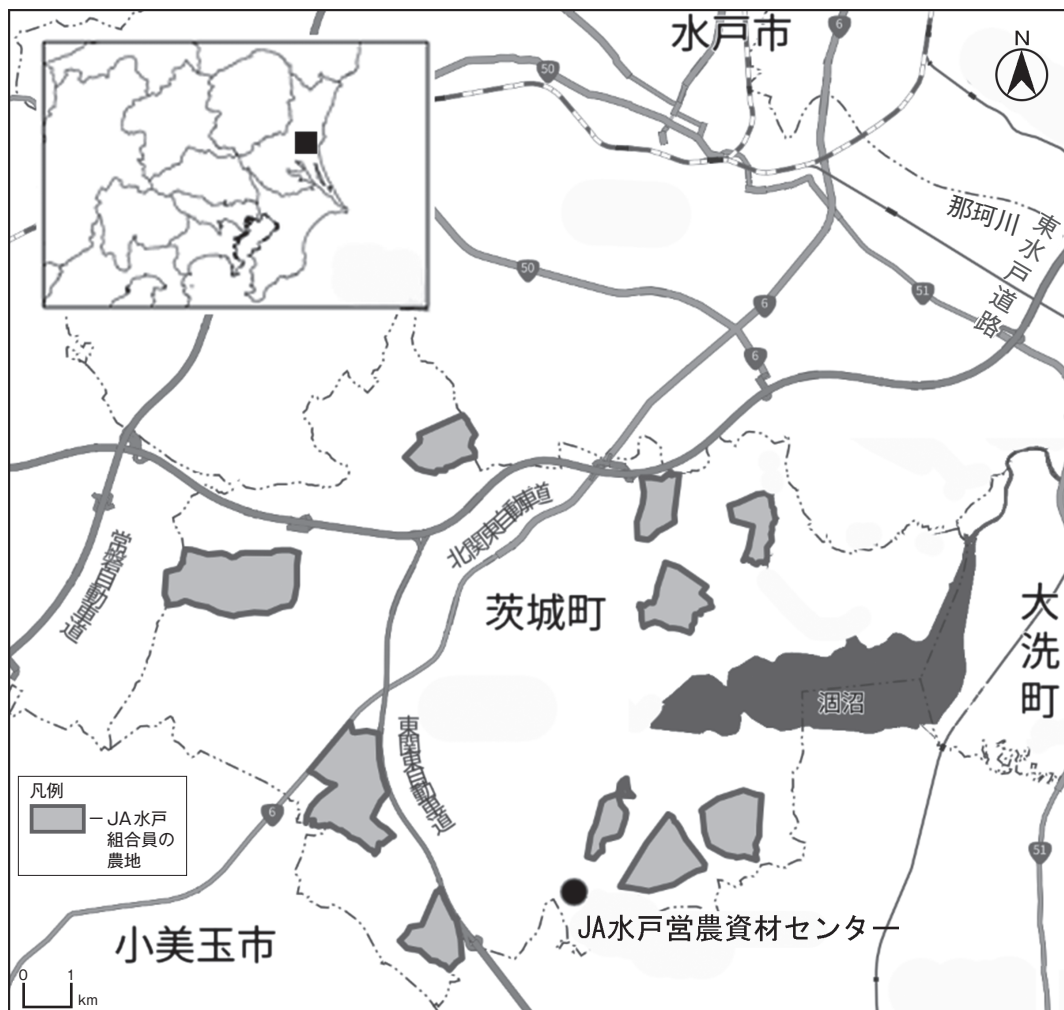 水戸市
N
6
50
那珂川
東水戸道路
50
6
51
6
北関東自動車道
常磐自動車道
茨城町
大洗町
涸沼
東関東自動車道
凡例
JA水戸
組合員の
農地
6
51
JA水戸営農資材センター
小美玉市
0 1
km